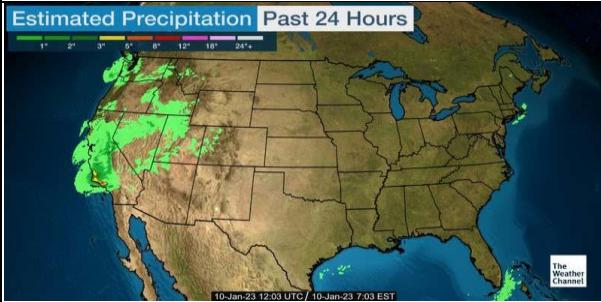 Estimated Precipitation Past 24 Hours
1" 2" 3" 5" 8" 12" 18" 24"+
The
Weather
Channel
10-Jan-23 12:03 UTC / 10-Jan-23 7:03 EST